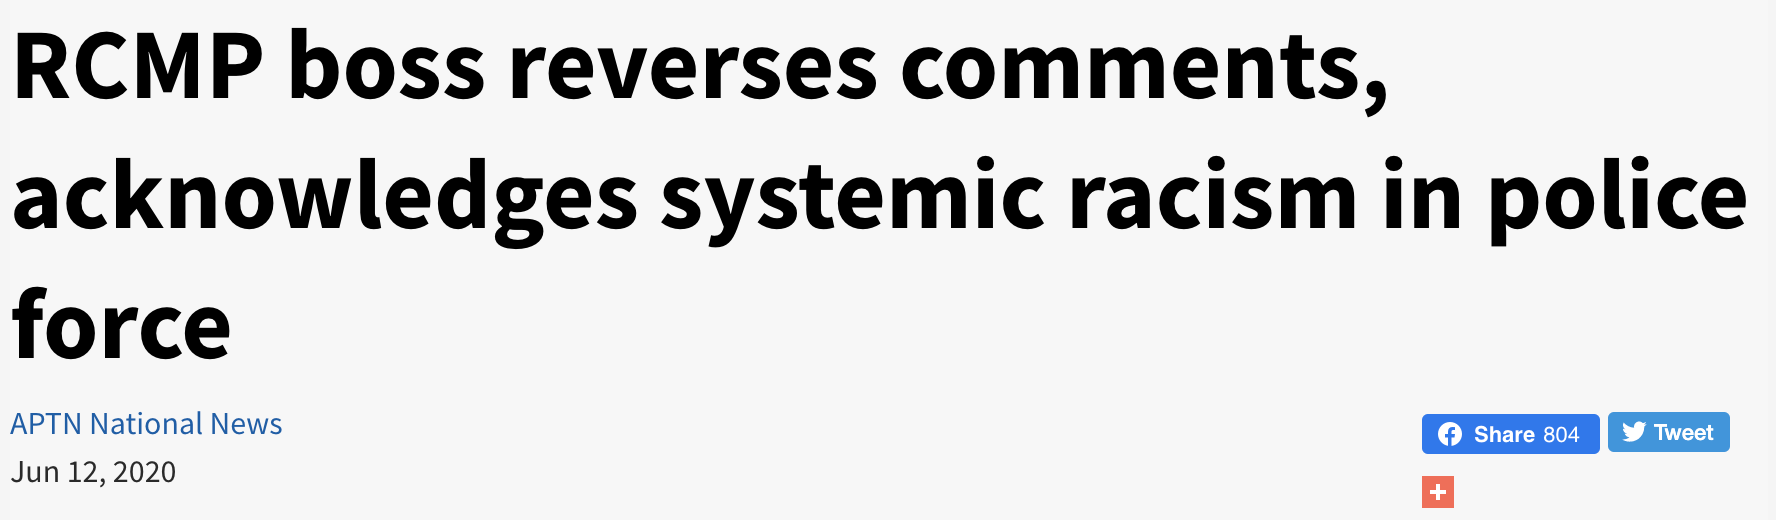 RCMP boss reverses comments,
acknowledges systemic racism in police
force
APTN National News
Share 804
Tweet
Jun 12, 2020